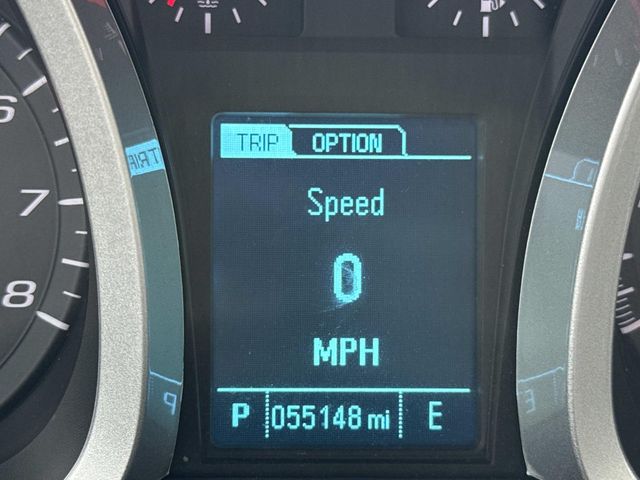 TRIP OPTION
Speed
0
MPH
P 055148 mi E
6
7
8